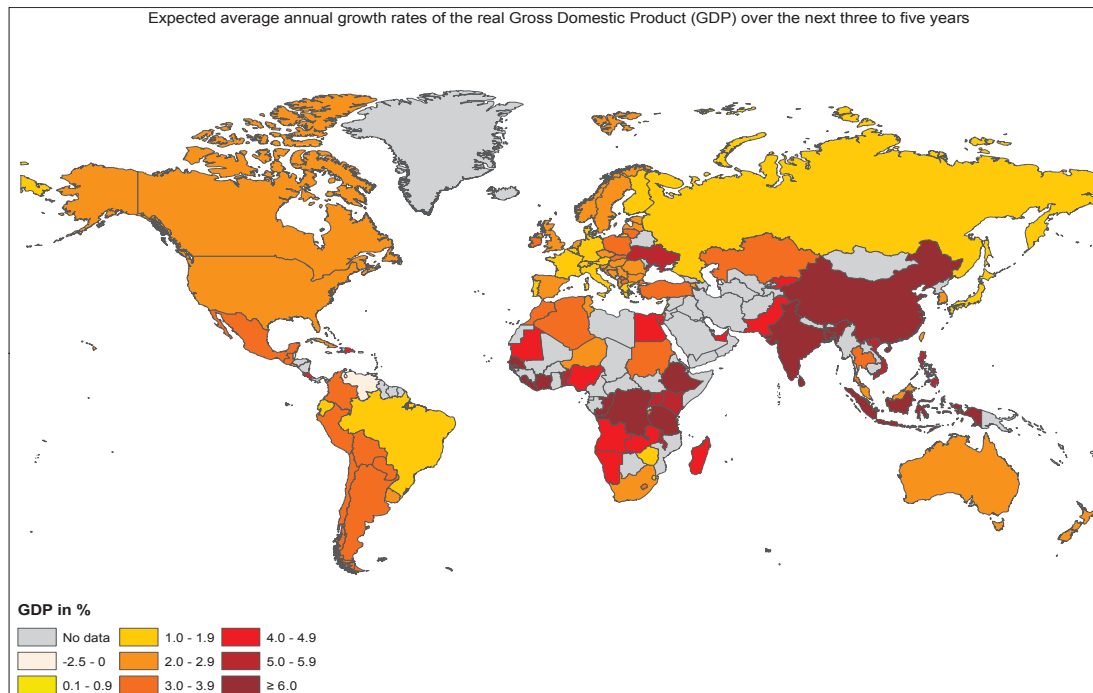 Expected average annual growth rates of the real Gross Domestic Product (GDP) over the next three to five years
GDP in %
No data
-2.5 - 0
0.1 - 0.9
1.0 - 1.9
2.0 - 2.9
3.0 - 3.9
4.0 - 4.9
5.0 - 5.9
≥ 6.0